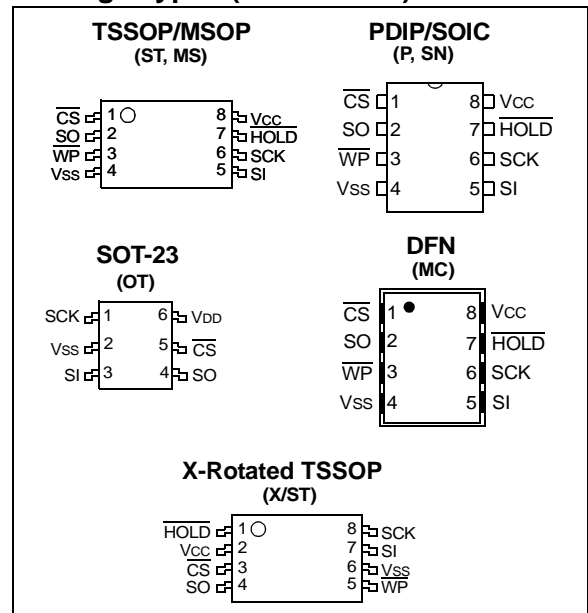 TSSOP/MSOP
(ST, MS)
CS 1 8 Vcc
SO 2 7 HOLD
WP 3 6 SCK
Vss 4 5 SI
PDIP/SOIC
(P, SN)
CS 1 8 Vcc
SO 2 7 HOLD
WP 3 6 SCK
Vss 4 5 SI
SOT-23
(OT)
SCK 1 6 VDD
Vss 2 5 CS
SI 3 4 SO
DFN
(MC)
CS 1 8 Vcc
SO 2 7 HOLD
WP 3 6 SCK
Vss 4 5 SI
X-Rotated TSSOP
(X/ST)
HOLD 1 8 SCK
Vcc 2 7 SI
CS 3 6 Vss
SO 4 5 WP